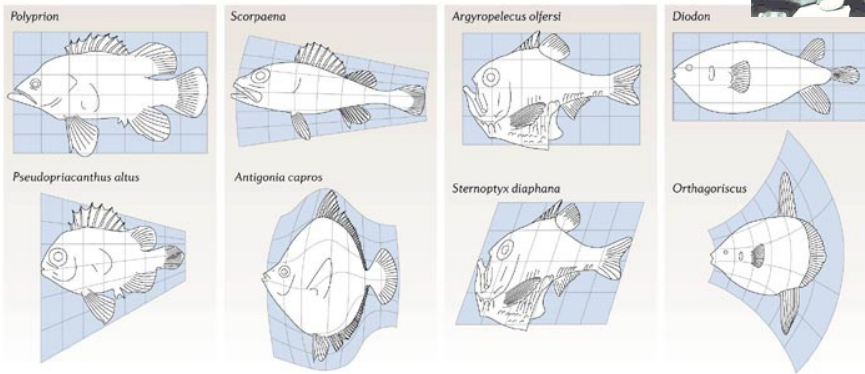 Polyprion
Scorpaena
Argyropelecus olfersi
Diodon
Pseudopriacanthus altus
Antigonia capros
Sternoptyx diaphana
Orthagoriscus